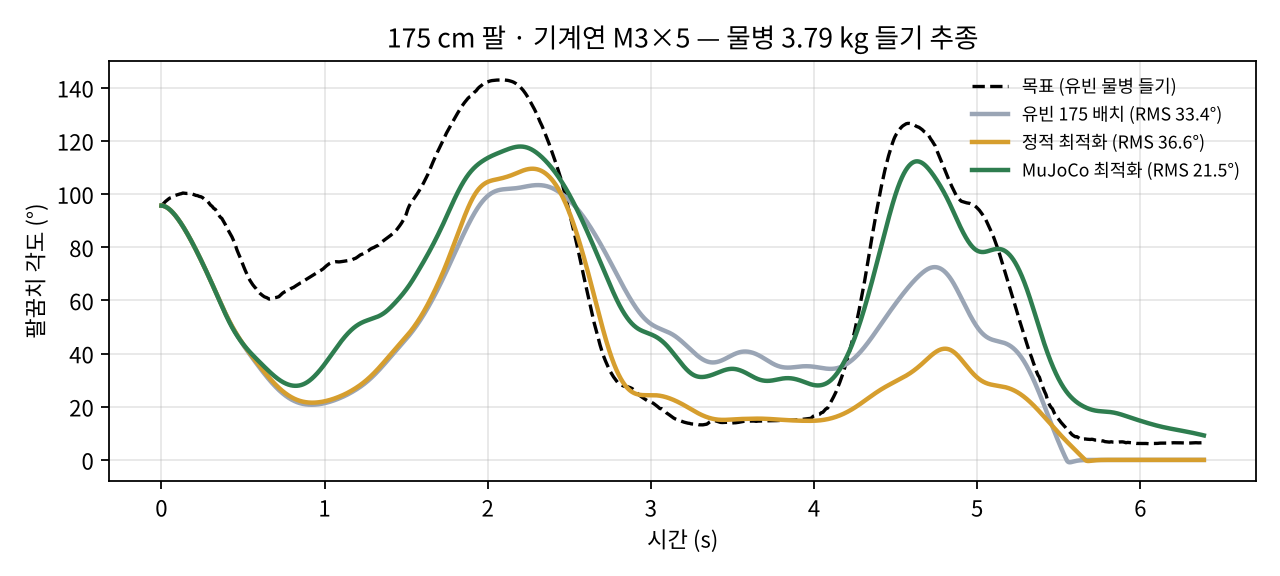 175 cm 팔 · 기계연 M3×5 — 물병 3.79 kg 들기 추종
목표 (유빈 물병 들기)
유빈 175 배치 (RMS 33.4°)
정적 최적화 (RMS 36.6°)
MuJoCo 최적화 (RMS 21.5°)
팔꿈치 각도 (°)
140
120
100
80
60
40
20
0
0 1 2 3 4 5 6
시간 (s)